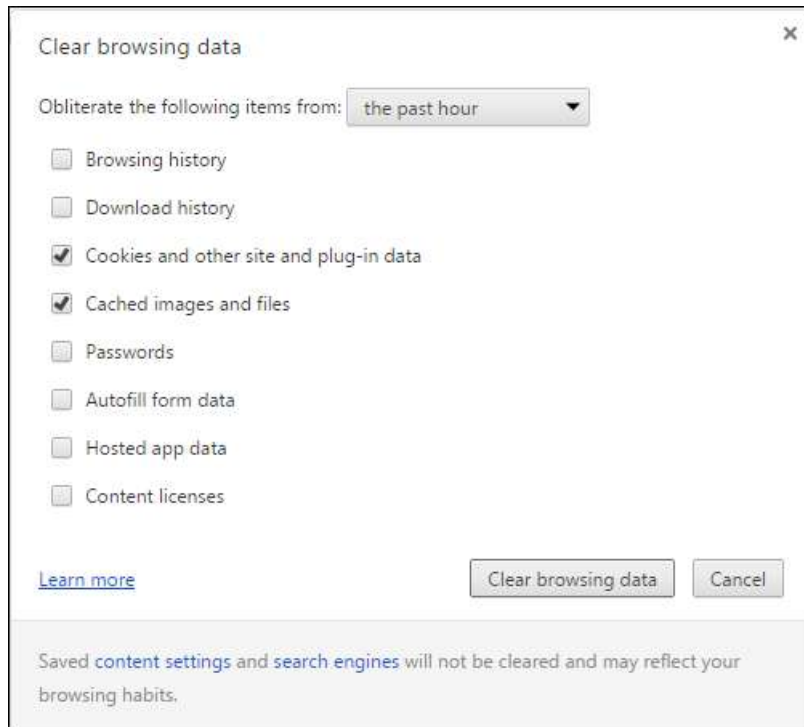 Clear browsing data
Obliterate the following items from: the past hour
Browsing history
Download history
Cookies and other site and plug-in data
Cached images and files
Passwords
Autofill form data
Hosted app data
Content licenses
Learn more Clear browsing data Cancel
Saved content settings and search engines will not be cleared and may reflect your
browsing habits.